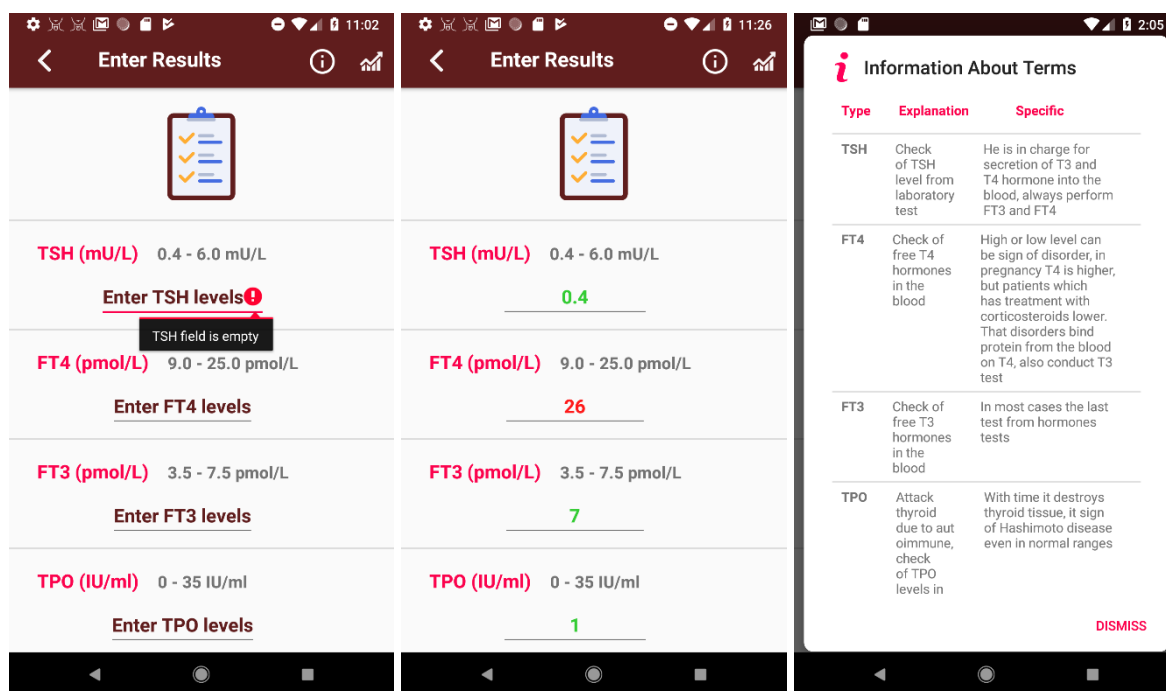 11:02
Enter Results
TSH (mU/L) 0.4 - 6.0 mU/L
Enter TSH levels
TSH field is empty
FT4 (pmol/L) 9.0 - 25.0 pmol/L
Enter FT4 levels
FT3 (pmol/L) 3.5 - 7.5 pmol/L
Enter FT3 levels
TPO (IU/ml) 0 - 35 IU/ml
Enter TPO levels
11:26
Enter Results
TSH (mU/L) 0.4 - 6.0 mU/L
0.4
FT4 (pmol/L) 9.0 - 25.0 pmol/L
26
FT3 (pmol/L) 3.5 - 7.5 pmol/L
7
TPO (IU/ml) 0 - 35 IU/ml
1
2:05
i Information About Terms
Type Explanation Specific
TSH
Check
of TSH
level from
laboratory
test
He is in charge for
secretion of T3 and
T4 hormone into the
blood, always perform
FT3 and FT4
FT4
Check of
free T4
hormones
in the
blood
High or low level can
be sign of disorder, in
pregnancy T4 is higher,
but patients which
has treatment with
corticosteroids lower.
That disorders bind
protein from the blood
on T4, also conduct T3
test
FT3
Check of
free T3
hormones
in the
blood
In most cases the last
test from hormones
tests
TPO
Attack
thyroid
due to aut
oimmune,
check
of TPO
levels in
With time it destroys
thyroid tissue, it sign
of Hashimoto disease
even in normal ranges
DISMISS